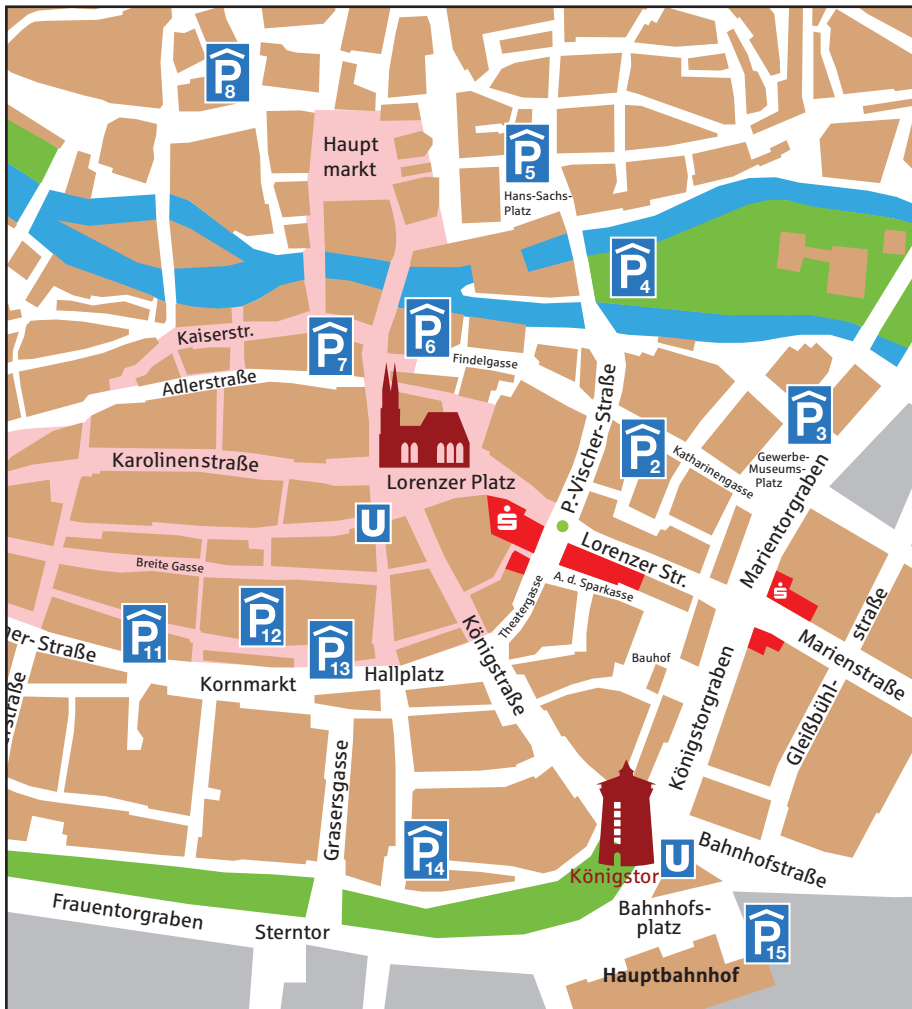 P
8
Haupt
markt
P
5
Hans-Sachs-
Platz
P
4
Kaiserstr.
P
7
P
6
Findelgasse
Adlerstraße
P.-Vischer-Straße
P
3
P
2
Katharinengasse
Gewerbe-
Museums-
Platz
Karolinenstraße
Lorenzer Platz
Marientorgraben
U
S
Lorenzer Str.
Breite Gasse
A. d. Sparkasse
S
Theatergasse
straße
P
11
P
12
P
13
ner-Straße
Kornmarkt
Hallplatz
Königstraße
Bauhof
Marienstraße
Königstorgraben
Gleißbühl-
erstraße
Grasersgasse
P
14
U
Bahnhofstraße
Königstor
Frauentorgraben
Sterntor
Bahnhofs-
platz
P
15
Hauptbahnhof